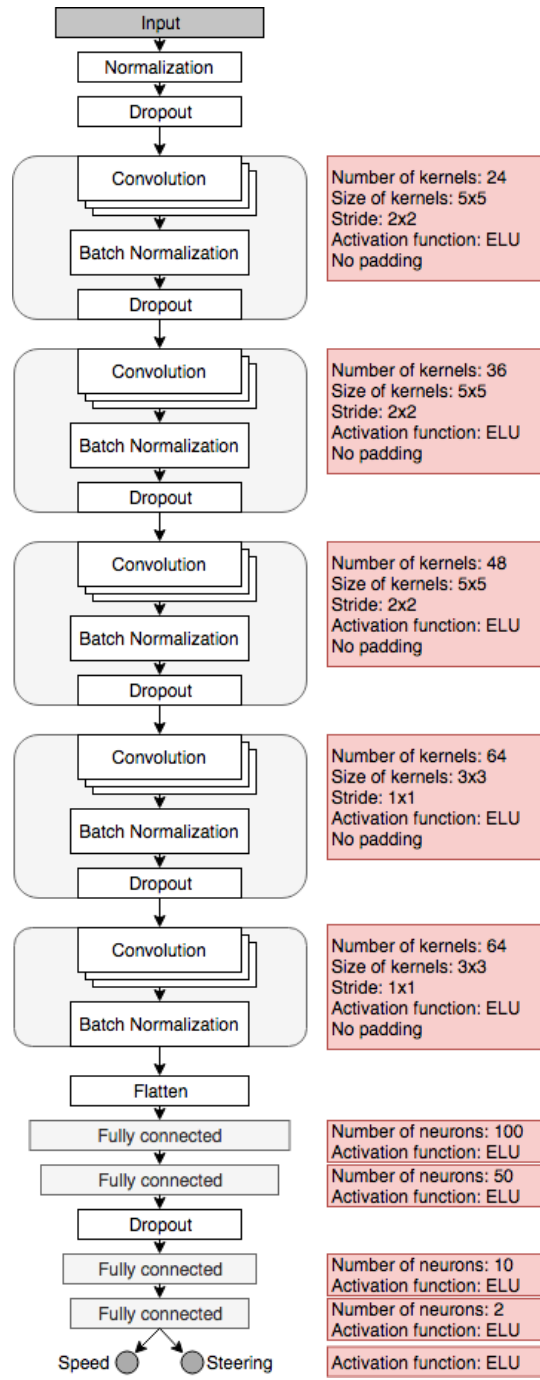 Input
Normalization
Dropout
Convolution
Batch Normalization
Dropout
Number of kernels: 24
Size of kernels: 5x5
Stride: 2x2
Activation function: ELU
No padding
Convolution
Batch Normalization
Dropout
Number of kernels: 36
Size of kernels: 5x5
Stride: 2x2
Activation function: ELU
No padding
Convolution
Batch Normalization
Dropout
Number of kernels: 48
Size of kernels: 5x5
Stride: 2x2
Activation function: ELU
No padding
Convolution
Batch Normalization
Dropout
Number of kernels: 64
Size of kernels: 3x3
Stride: 1x1
Activation function: ELU
No padding
Convolution
Batch Normalization
Number of kernels: 64
Size of kernels: 3x3
Stride: 1x1
Activation function: ELU
No padding
Flatten
Fully connected
Number of neurons: 100
Activation function: ELU
Fully connected
Number of neurons: 50
Activation function: ELU
Dropout
Fully connected
Number of neurons: 10
Activation function: ELU
Fully connected
Number of neurons: 2
Activation function: ELU
Speed
Steering
Activation function: ELU